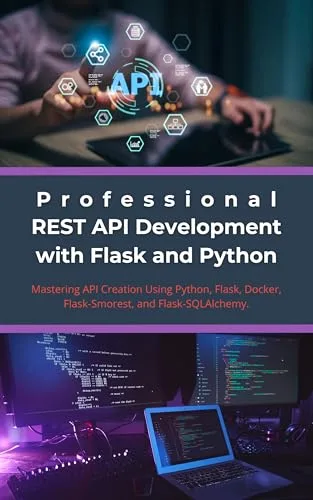 API
Professional
REST API Development
with Flask and Python
Mastering API Creation Using Python, Flask, Docker,
Flask-Smorest, and Flask-SQLAlchemy.